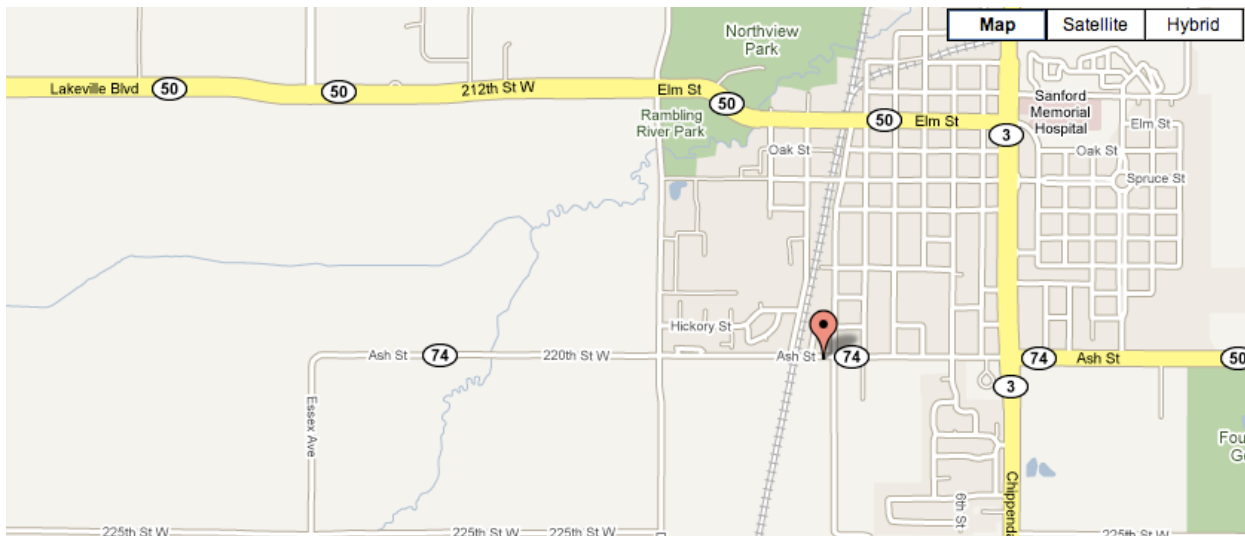 Map Satellite Hybrid
Northview
Park
Lakeville Blvd 50
50
212th St W
Elm St
50
Rambling
River Park
50 Elm St
3
Sanford
Memorial
Hospital
Elm St
Oak St
Oak St
Spruce St
Hickory St
Ash St 74
220th St W
Ash St 74
74 Ash St 50
3
Essex Ave
6th St
225th St W
225th St W
225th St W
225th St W